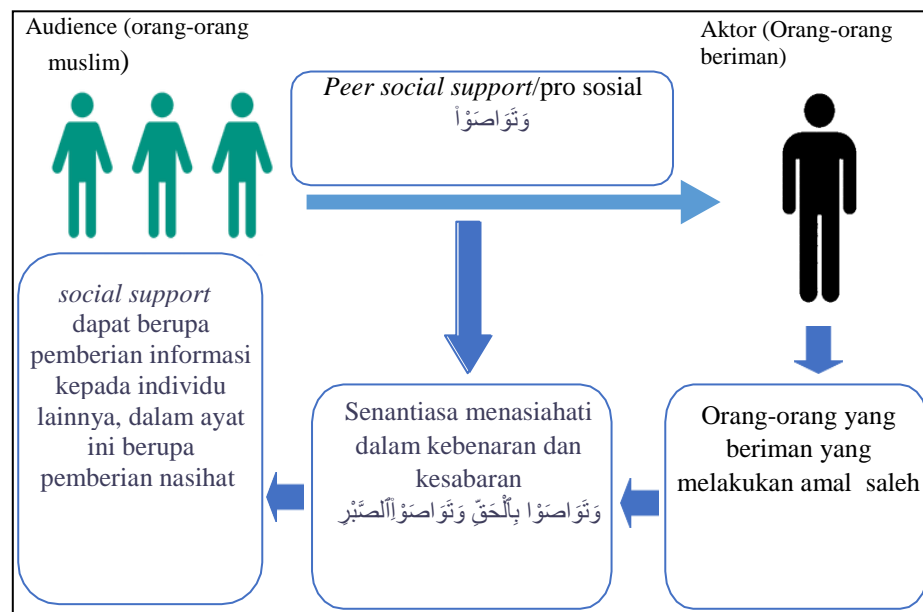 Audience (orang-orang
muslim)
Aktor (Orang-orang
beriman)
Peer social support/pro sosial
وَتَوَاصَوْا۟
social support
dapat berupa
pemberian informasi
kepada individu
lainnya, dalam ayat
ini berupa
pemberian nasihat
Senantiasa menasiahati
dalam kebenaran dan
kesabaran
وَتَوَاصَوْا بِٱلْحَقِّ وَتَوَاصَوْاِٱلصَّبْرِ
Orang-orang yang
beriman yang
melakukan amal saleh